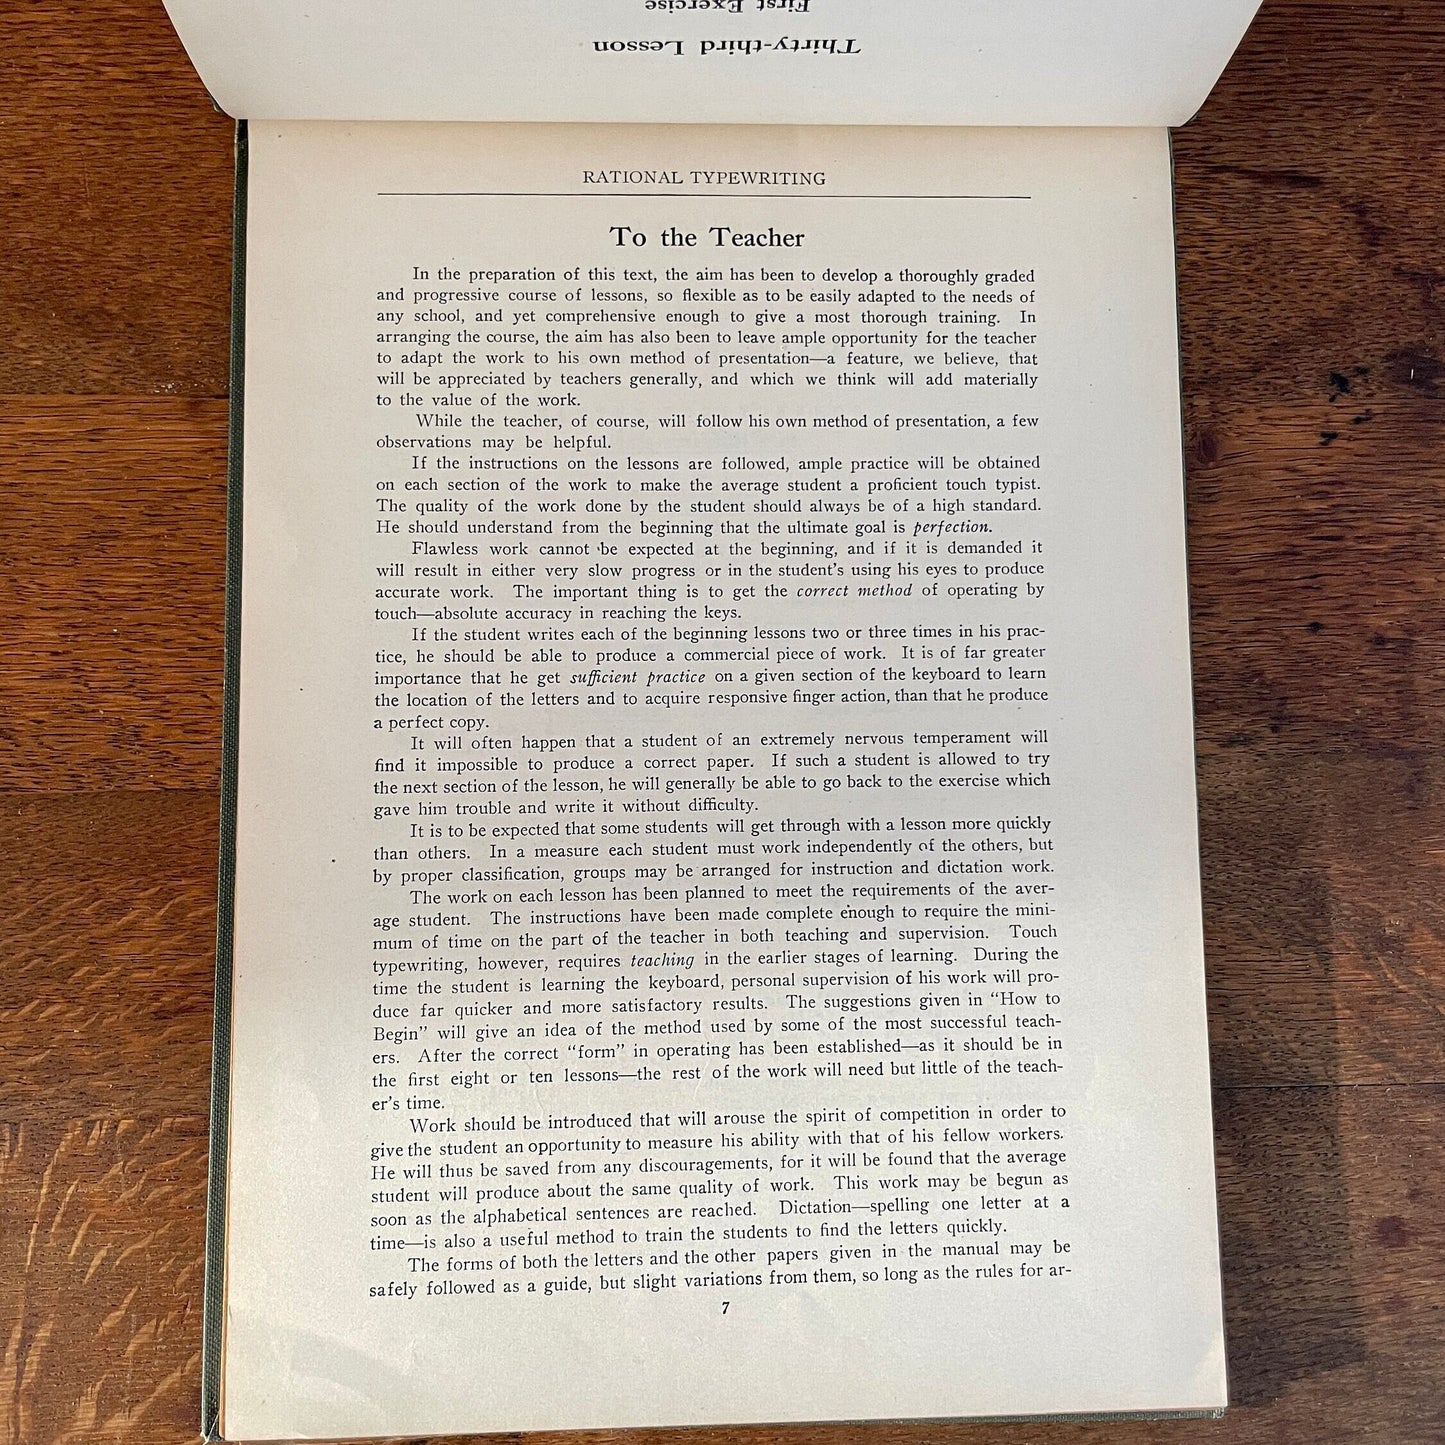 First Exercise
Thirty-third Lesson
RATIONAL TYPEWRITING
To the Teacher
In the preparation of this text, the aim has been to develop a thoroughly graded
and progressive course of lessons, so flexible as to be easily adapted to the needs of
any school, and yet comprehensive enough to give a most thorough training. In
arranging the course, the aim has also been to leave ample opportunity for the teacher
to adapt the work to his own method of presentation—a feature, we believe, that
will be appreciated by teachers generally, and which we think will add materially
to the value of the work.
While the teacher, of course, will follow his own method of presentation, a few
observations may be helpful.
If the instructions on the lessons are followed, ample practice will be obtained
on each section of the work to make the average student a proficient touch typist.
The quality of the work done by the student should always be of a high standard.
He should understand from the beginning that the ultimate goal is perfection.
Flawless work cannot be expected at the beginning, and if it is demanded it
will result in either very slow progress or in the student's using his eyes to produce
accurate work. The important thing is to get the correct method of operating by
touch—absolute accuracy in reaching the keys.
If the student writes each of the beginning lessons two or three times in his prac-
tice, he should be able to produce a commercial piece of work. It is of far greater
importance that he get sufficient practice on a given section of the keyboard to learn
the location of the letters and to acquire responsive finger action, than that he produce
a perfect copy.
It will often happen that a student of an extremely nervous temperament will
find it impossible to produce a correct paper. If such a student is allowed to try
the next section of the lesson, he will generally be able to go back to the exercise which
gave him trouble and write it without difficulty.
It is to be expected that some students will get through with a lesson more quickly
than others. In a measure each student must work independently of the others, but
by proper classification, groups may be arranged for instruction and dictation work.
The work on each lesson has been planned to meet the requirements of the aver-
age student. The instructions have been made complete enough to require the mini-
mum of time on the part of the teacher in both teaching and supervision. Touch
typewriting, however, requires teaching in the earlier stages of learning. During the
time the student is learning the keyboard, personal supervision of his work will pro-
duce far quicker and more satisfactory results. The suggestions given in "How to
Begin" will give an idea of the method used by some of the most successful teach-
ers. After the correct "form" in operating has been established—as it should be in
the first eight or ten lessons—the rest of the work will need but little of the teach-
er's time.
Work should be introduced that will arouse the spirit of competition in order to
give the student an opportunity to measure his ability with that of his fellow workers.
He will thus be saved from any discouragements, for it will be found that the average
student will produce about the same quality of work. This work may be begun as
soon as the alphabetical sentences are reached. Dictation—spelling one letter at a
time—is also a useful method to train the students to find the letters quickly.
The forms of both the letters and the other papers given in the manual may be
safely followed as a guide, but slight variations from them, so long as the rules for ar-
7